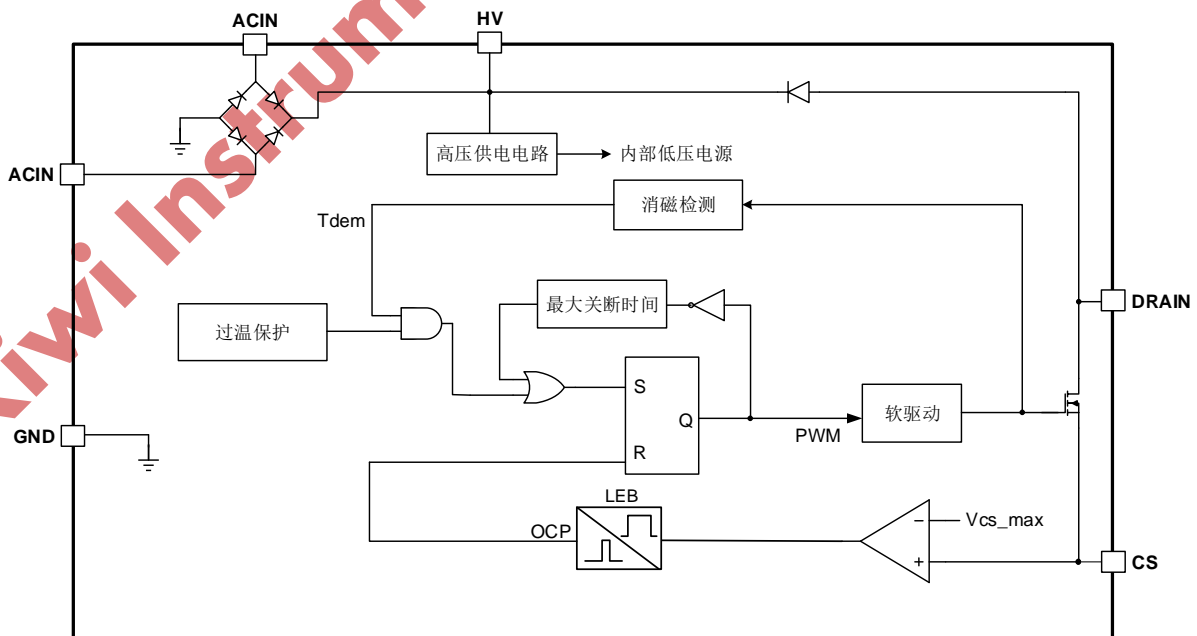 ACIN
HV
高压供电电路
内部低压电源
ACIN
消磁检测
Tdem
最大关断时间
DRAIN
过温保护
S
Q
R
PWM
软驱动
GND
LEB
OCP
−
Vcs_max
+
CS
Kiwi Instrum